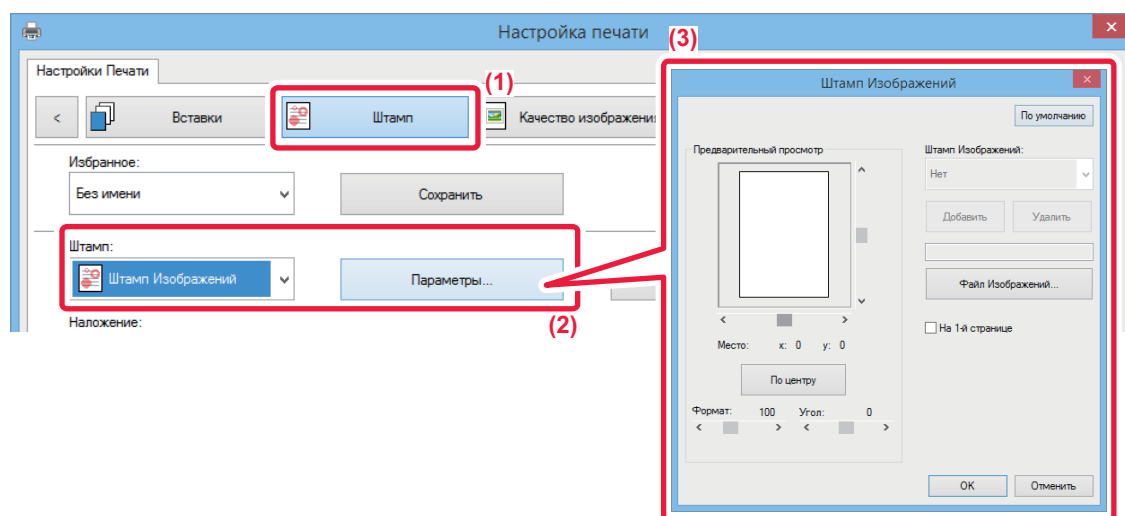 Настройка печати
(3)
Настройки Печати
(1)
< Вставки Штамп Качество изображения
Избранное:
Без имени Сохранить
Штамп:
Штамп Изображений Параметры...
(2)
Наложение:
Штамп Изображений
По умолчанию
Предварительный просмотр
Штамп Изображений:
Нет
Добавить Удалить
Файл Изображений...
На 1-й странице
Место: x: 0 y: 0
По центру
Формат: 100 Угол: 0
OK Отменить